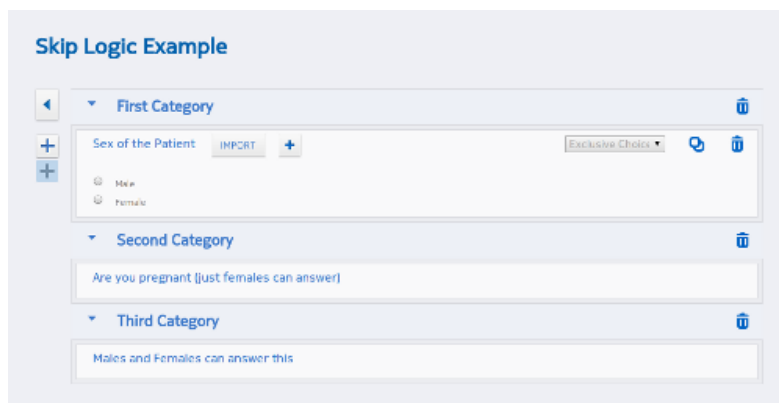 Skip Logic Example
First Category
Sex of the Patient IMPORT + Exclusive Choice
Male
Female
Second Category
Are you pregnant (just females can answer)
Third Category
Males and Females can answer this